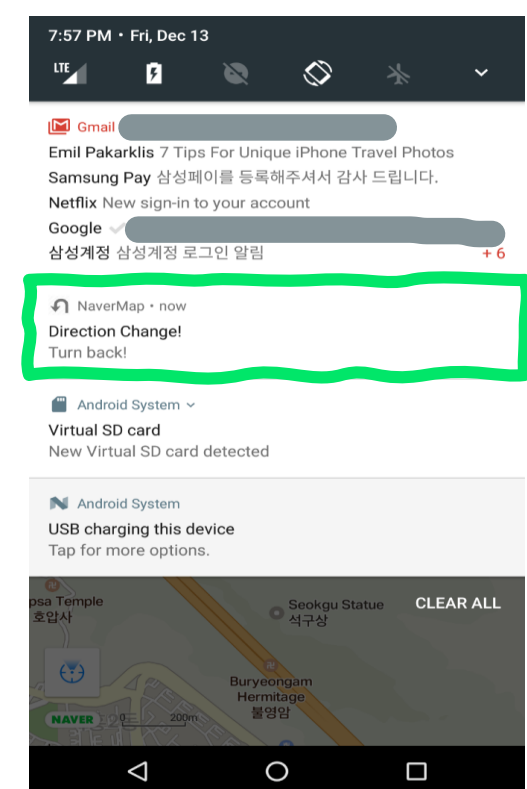 7:57 PM • Fri, Dec 13
LTE
Gmail
Emil Pakarklis 7 Tips For Unique iPhone Travel Photos
Samsung Pay 삼성페이를 등록해주셔서 감사 드립니다.
Netflix New sign-in to your account
Google
삼성계정 삼성계정 로그인 알림
+ 6
NaverMap • now
Direction Change!
Turn back!
Android System
Virtual SD card
New Virtual SD card detected
Android System
USB charging this device
Tap for more options.
psa Temple
호압사
Seokgu Statue
석구상
CLEAR ALL
Buryeongam
Hermitage
불영암
NAVER
0
200m